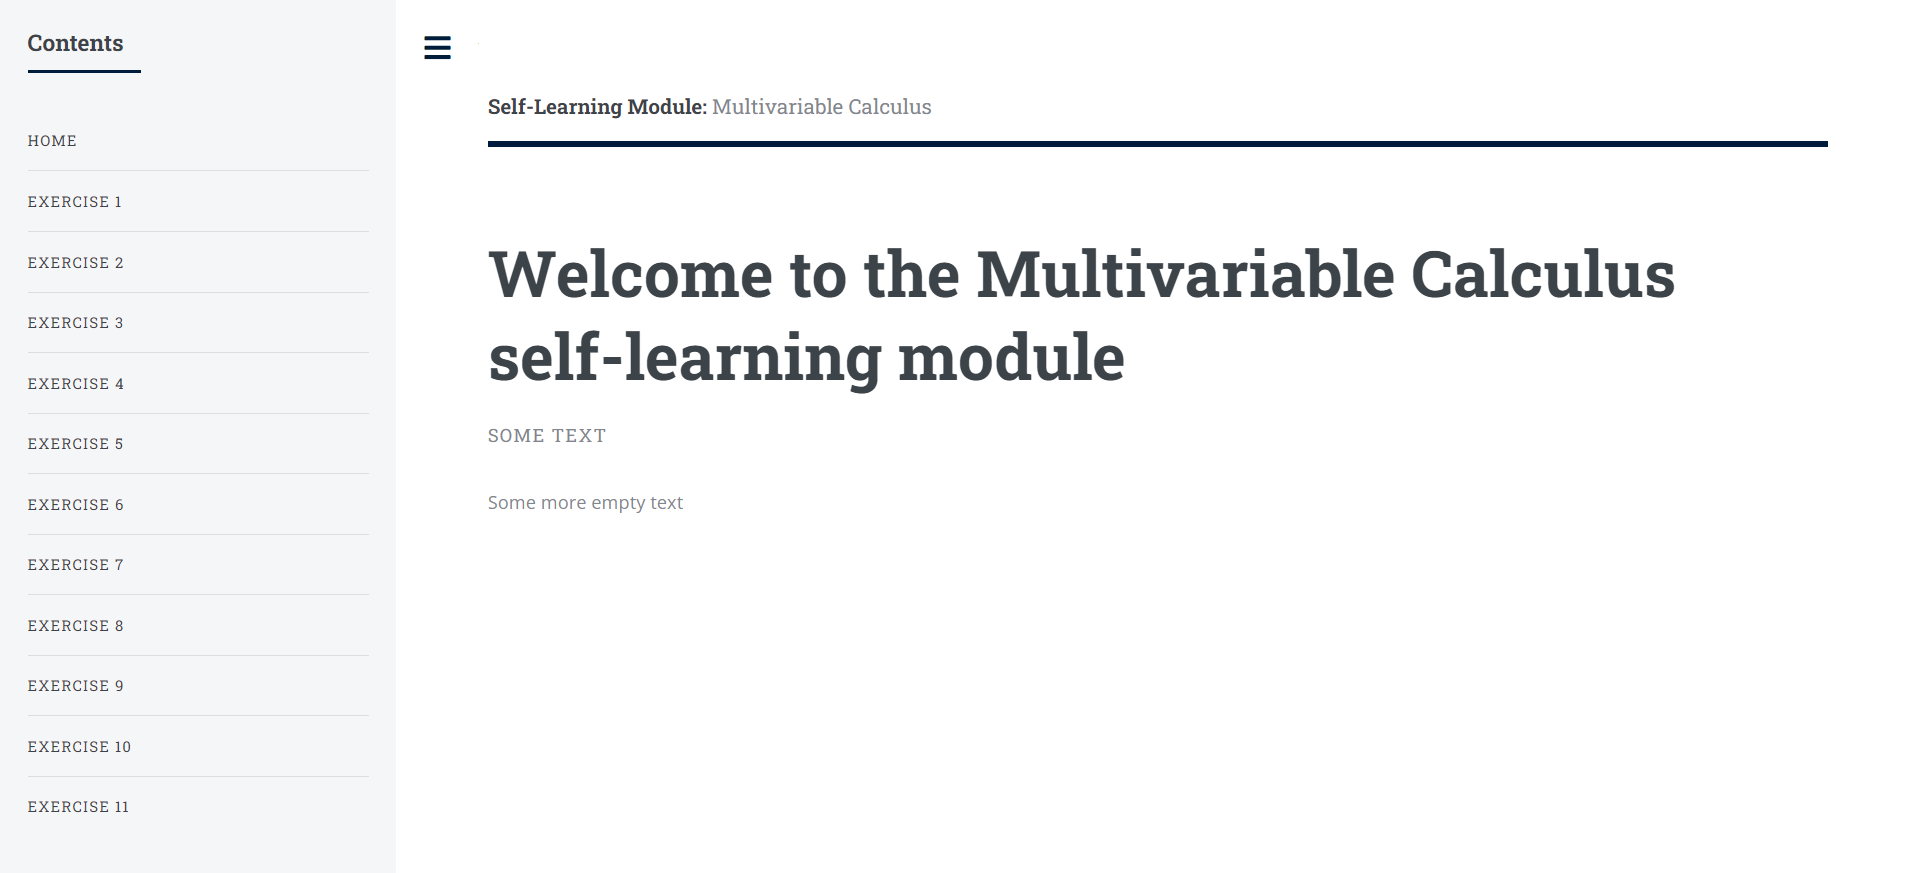 Contents
HOME
EXERCISE 1
EXERCISE 2
EXERCISE 3
EXERCISE 4
EXERCISE 5
EXERCISE 6
EXERCISE 7
EXERCISE 8
EXERCISE 9
EXERCISE 10
EXERCISE 11
Self-Learning Module: Multivariable Calculus
Welcome to the Multivariable Calculus
self-learning module
SOME TEXT
Some more empty text